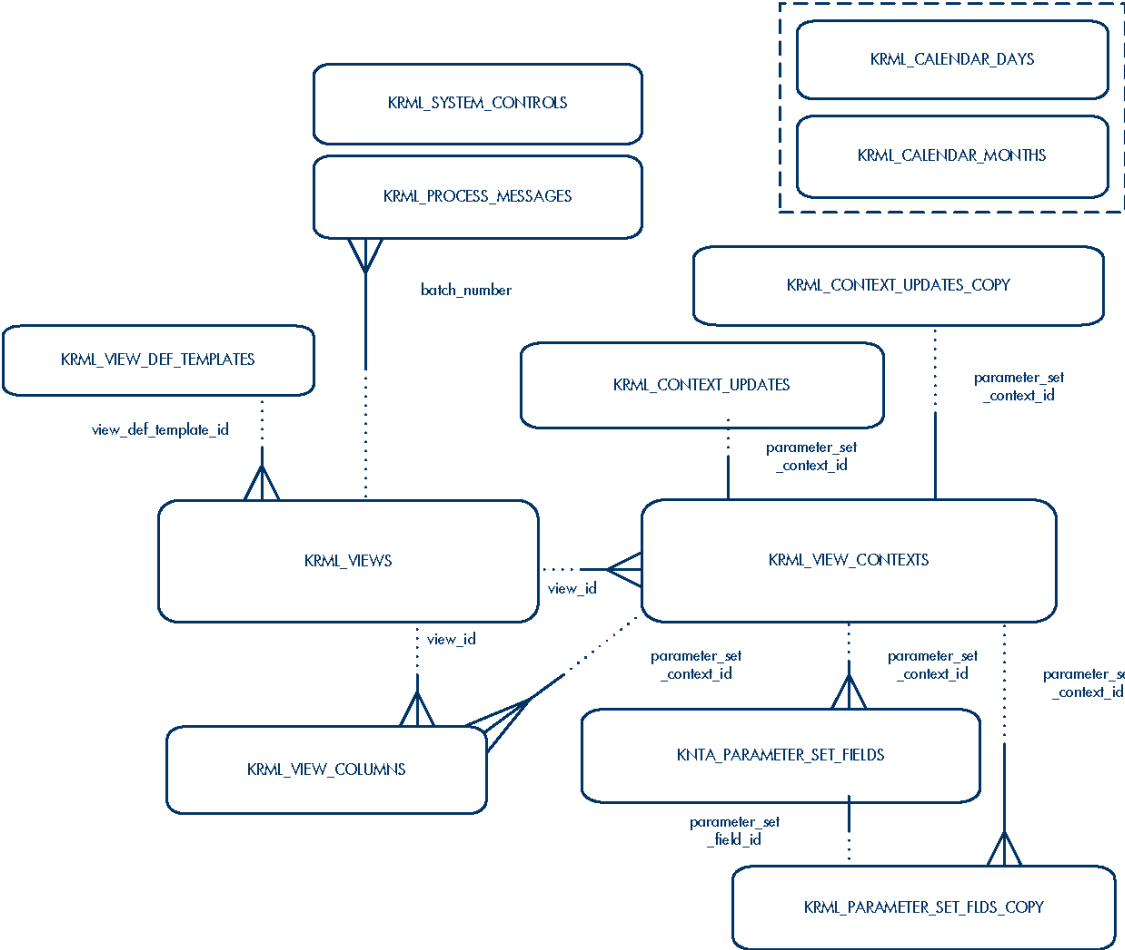 KRML_CALENDAR_DAYS
KRML_SYSTEM_CONTROLS
KRML_CALENDAR_MONTHS
KRML_PROCESS_MESSAGES
batch_number
KRML_CONTEXT_UPDATES_COPY
KRML_VIEW_DEF_TEMPLATES
KRML_CONTEXT_UPDATES
parameter_set
_context_id
view_def_template_id
parameter_set
_context_id
KRML_VIEWS
KRML_VIEW_CONTEXTS
view_id
view_id
parameter_set
_context_id
parameter_set
_context_id
parameter_se
_context_id
KRML_VIEW_COLUMNS
KNTA_PARAMETER_SET_FIELDS
parameter_set
_field_id
KRML_PARAMETER_SET_FLDS_COPY